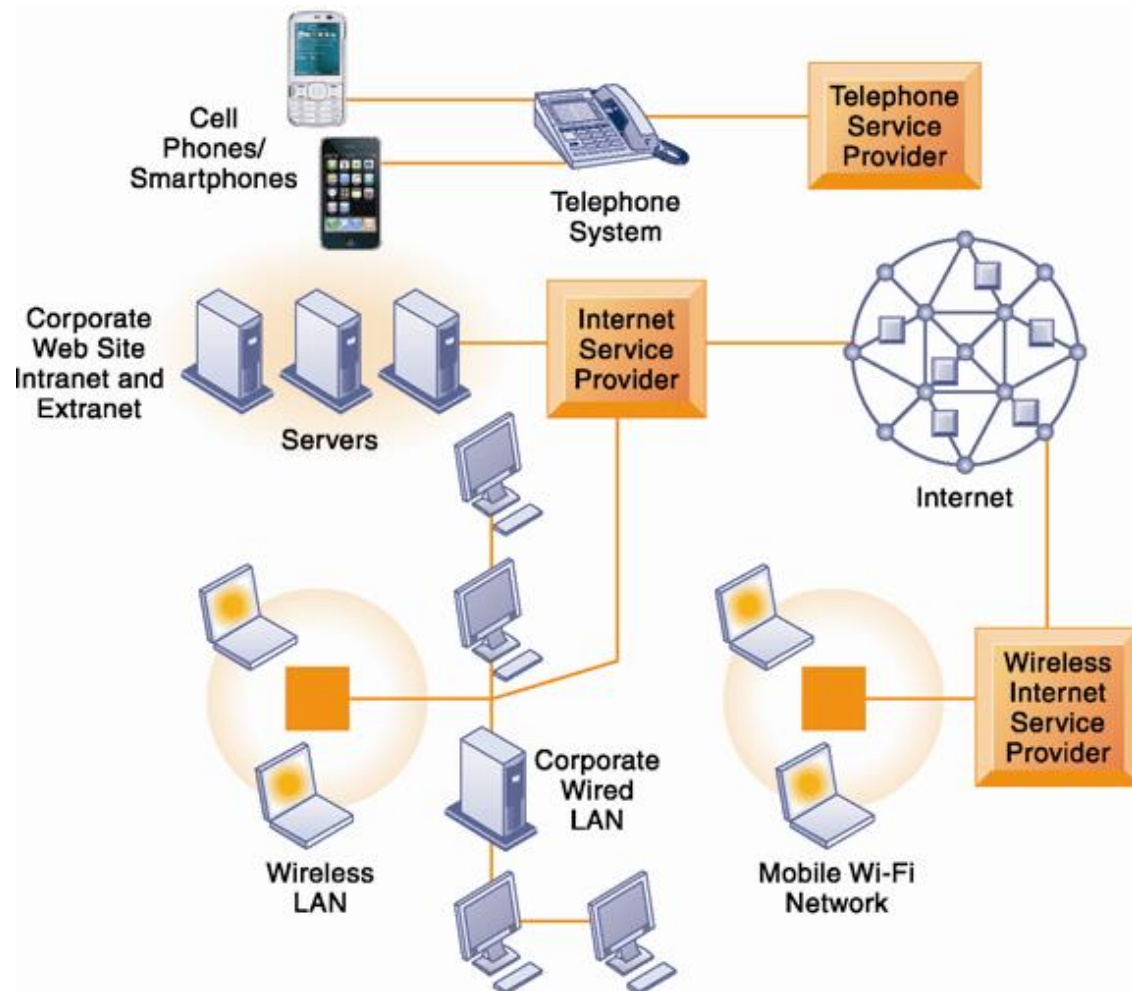 Cell
Phones/
Smartphones
Telephone
System
Telephone
Service
Provider
Corporate
Web Site
Intranet and
Extranet
Servers
Internet
Service
Provider
Internet
Wireless
LAN
Corporate
Wired
LAN
Mobile Wi-Fi
Network
Wireless
Internet
Service
Provider